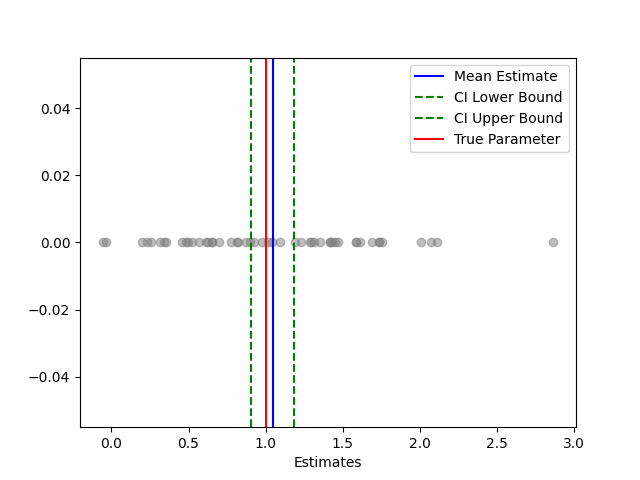 Mean Estimate
CI Lower Bound
CI Upper Bound
True Parameter
0.04
0.02
0.00
−0.02
−0.04
0.0 0.5 1.0 1.5 2.0 2.5 3.0
Estimates